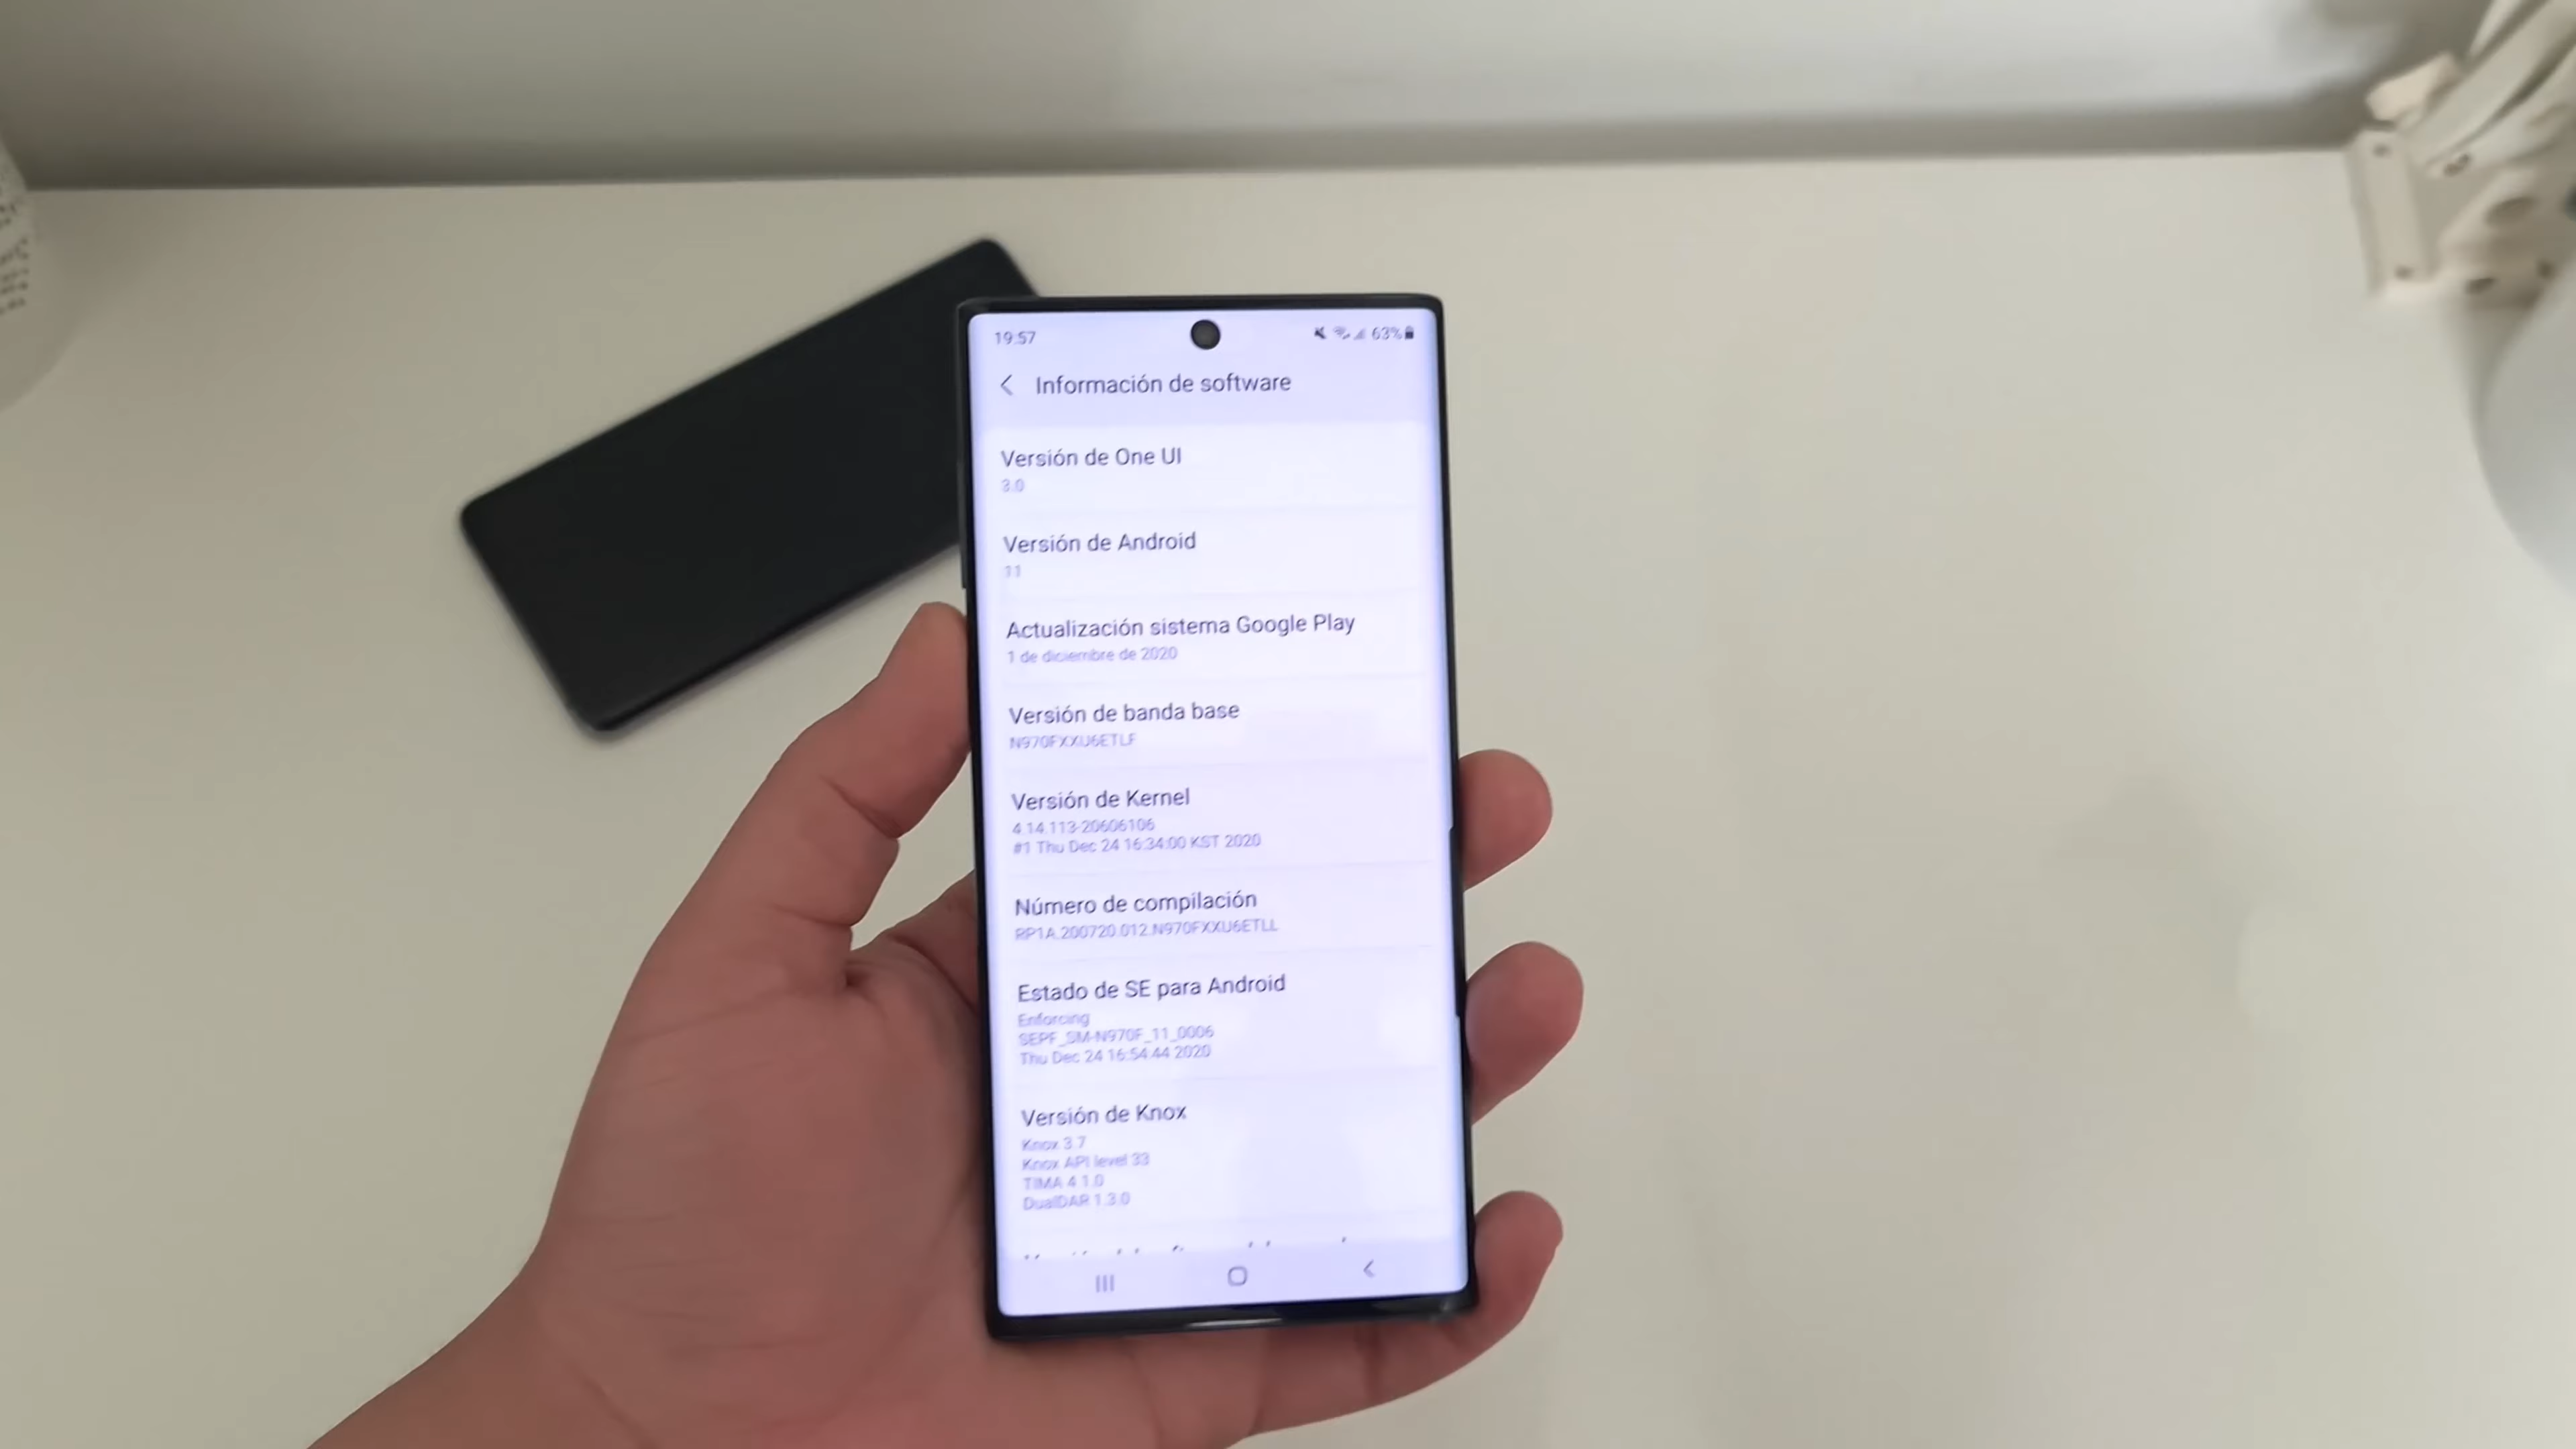 19:57
63%
Información de software
Versión de One UI
3.0
Versión de Android
11
Actualización sistema Google Play
1 de diciembre de 2020
Versión de banda base
N970FXXU6ETLF
Versión de Kernel
4.14.113-20606106
#1 Thu Dec 24 16:34:00 KST 2020
Número de compilación
RP1A.200720.012.N970FXXU6ETLL
Estado de SE para Android
Enforcing
SEPF_SM-N970F_11_0006
Thu Dec 24 16:54:44 2020
Versión de Knox
Knox 3.7
Knox API level 33
TIMA 4.1.0
DualDAR 1.3.0